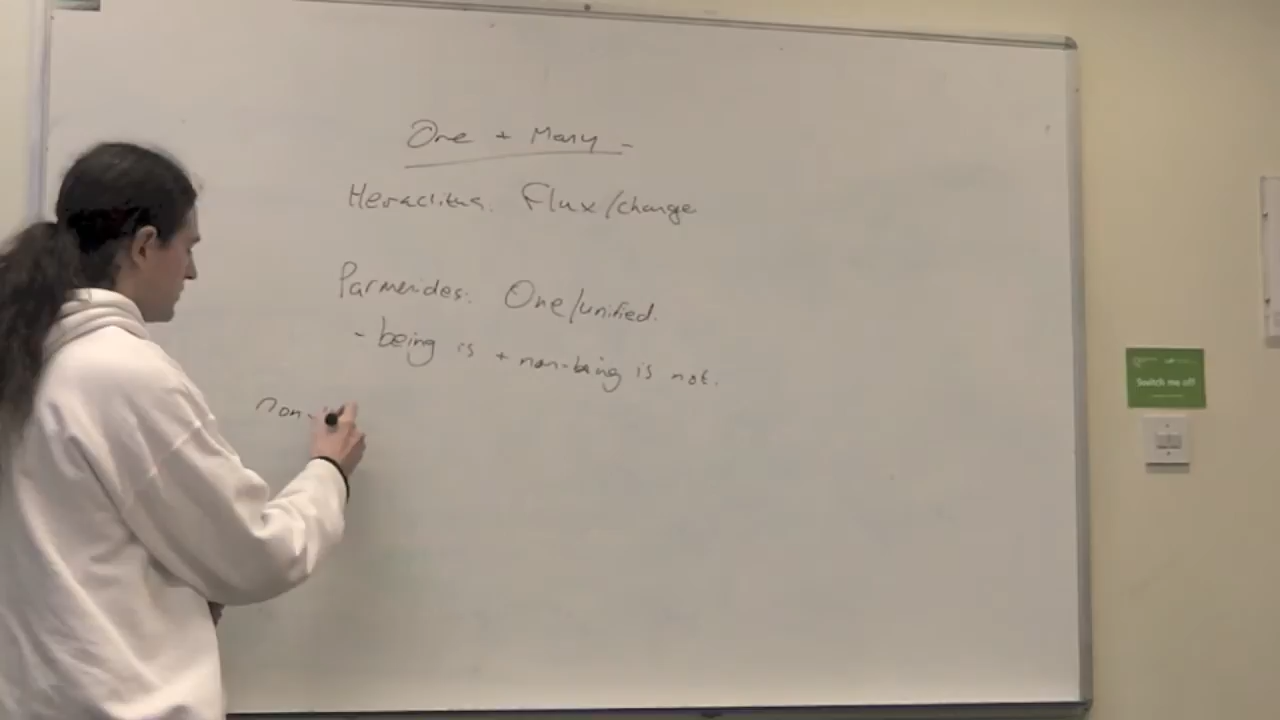 One + Many -
Heraclitus. Flux/change
Parmenides. One/unified.
- being is + non-being is not.
non-
Switch me off